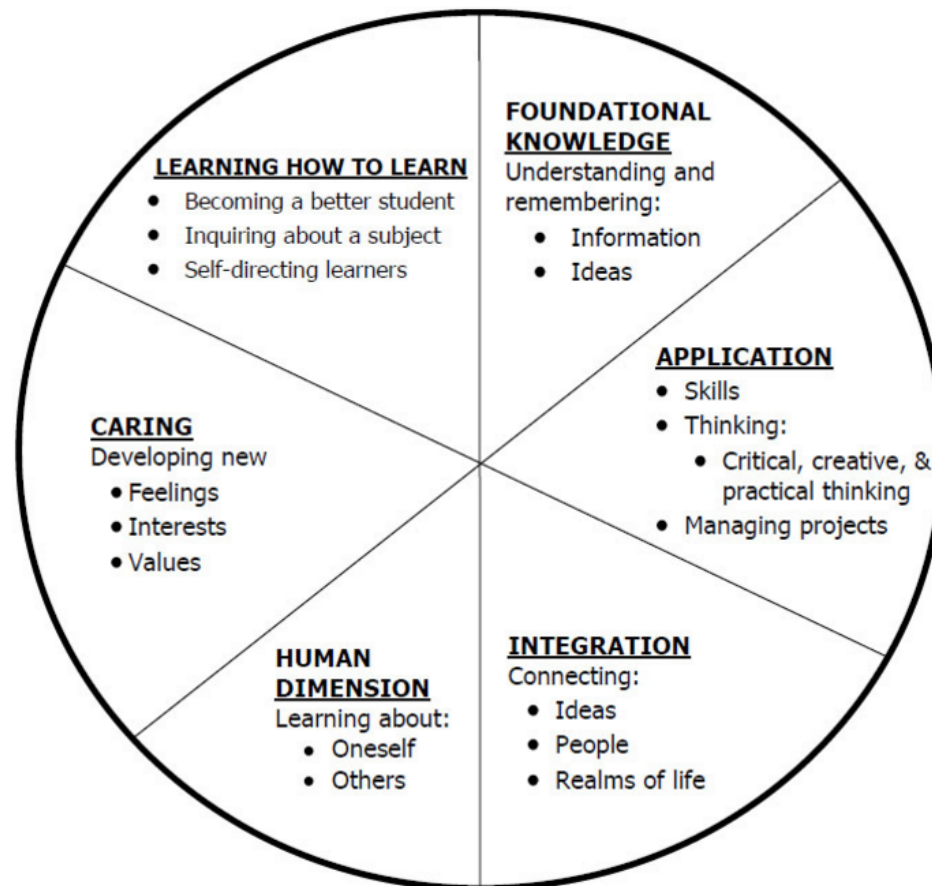 FOUNDATIONAL
KNOWLEDGE
Understanding and
remembering:
• Information
• Ideas
APPLICATION
• Skills
• Thinking:
• Critical, creative, &
practical thinking
• Managing projects
INTEGRATION
Connecting:
• Ideas
• People
• Realms of life
HUMAN
DIMENSION
Learning about:
• Oneself
• Others
CARING
Developing new
• Feelings
• Interests
• Values
LEARNING HOW TO LEARN
• Becoming a better student
• Inquiring about a subject
• Self-directing learners